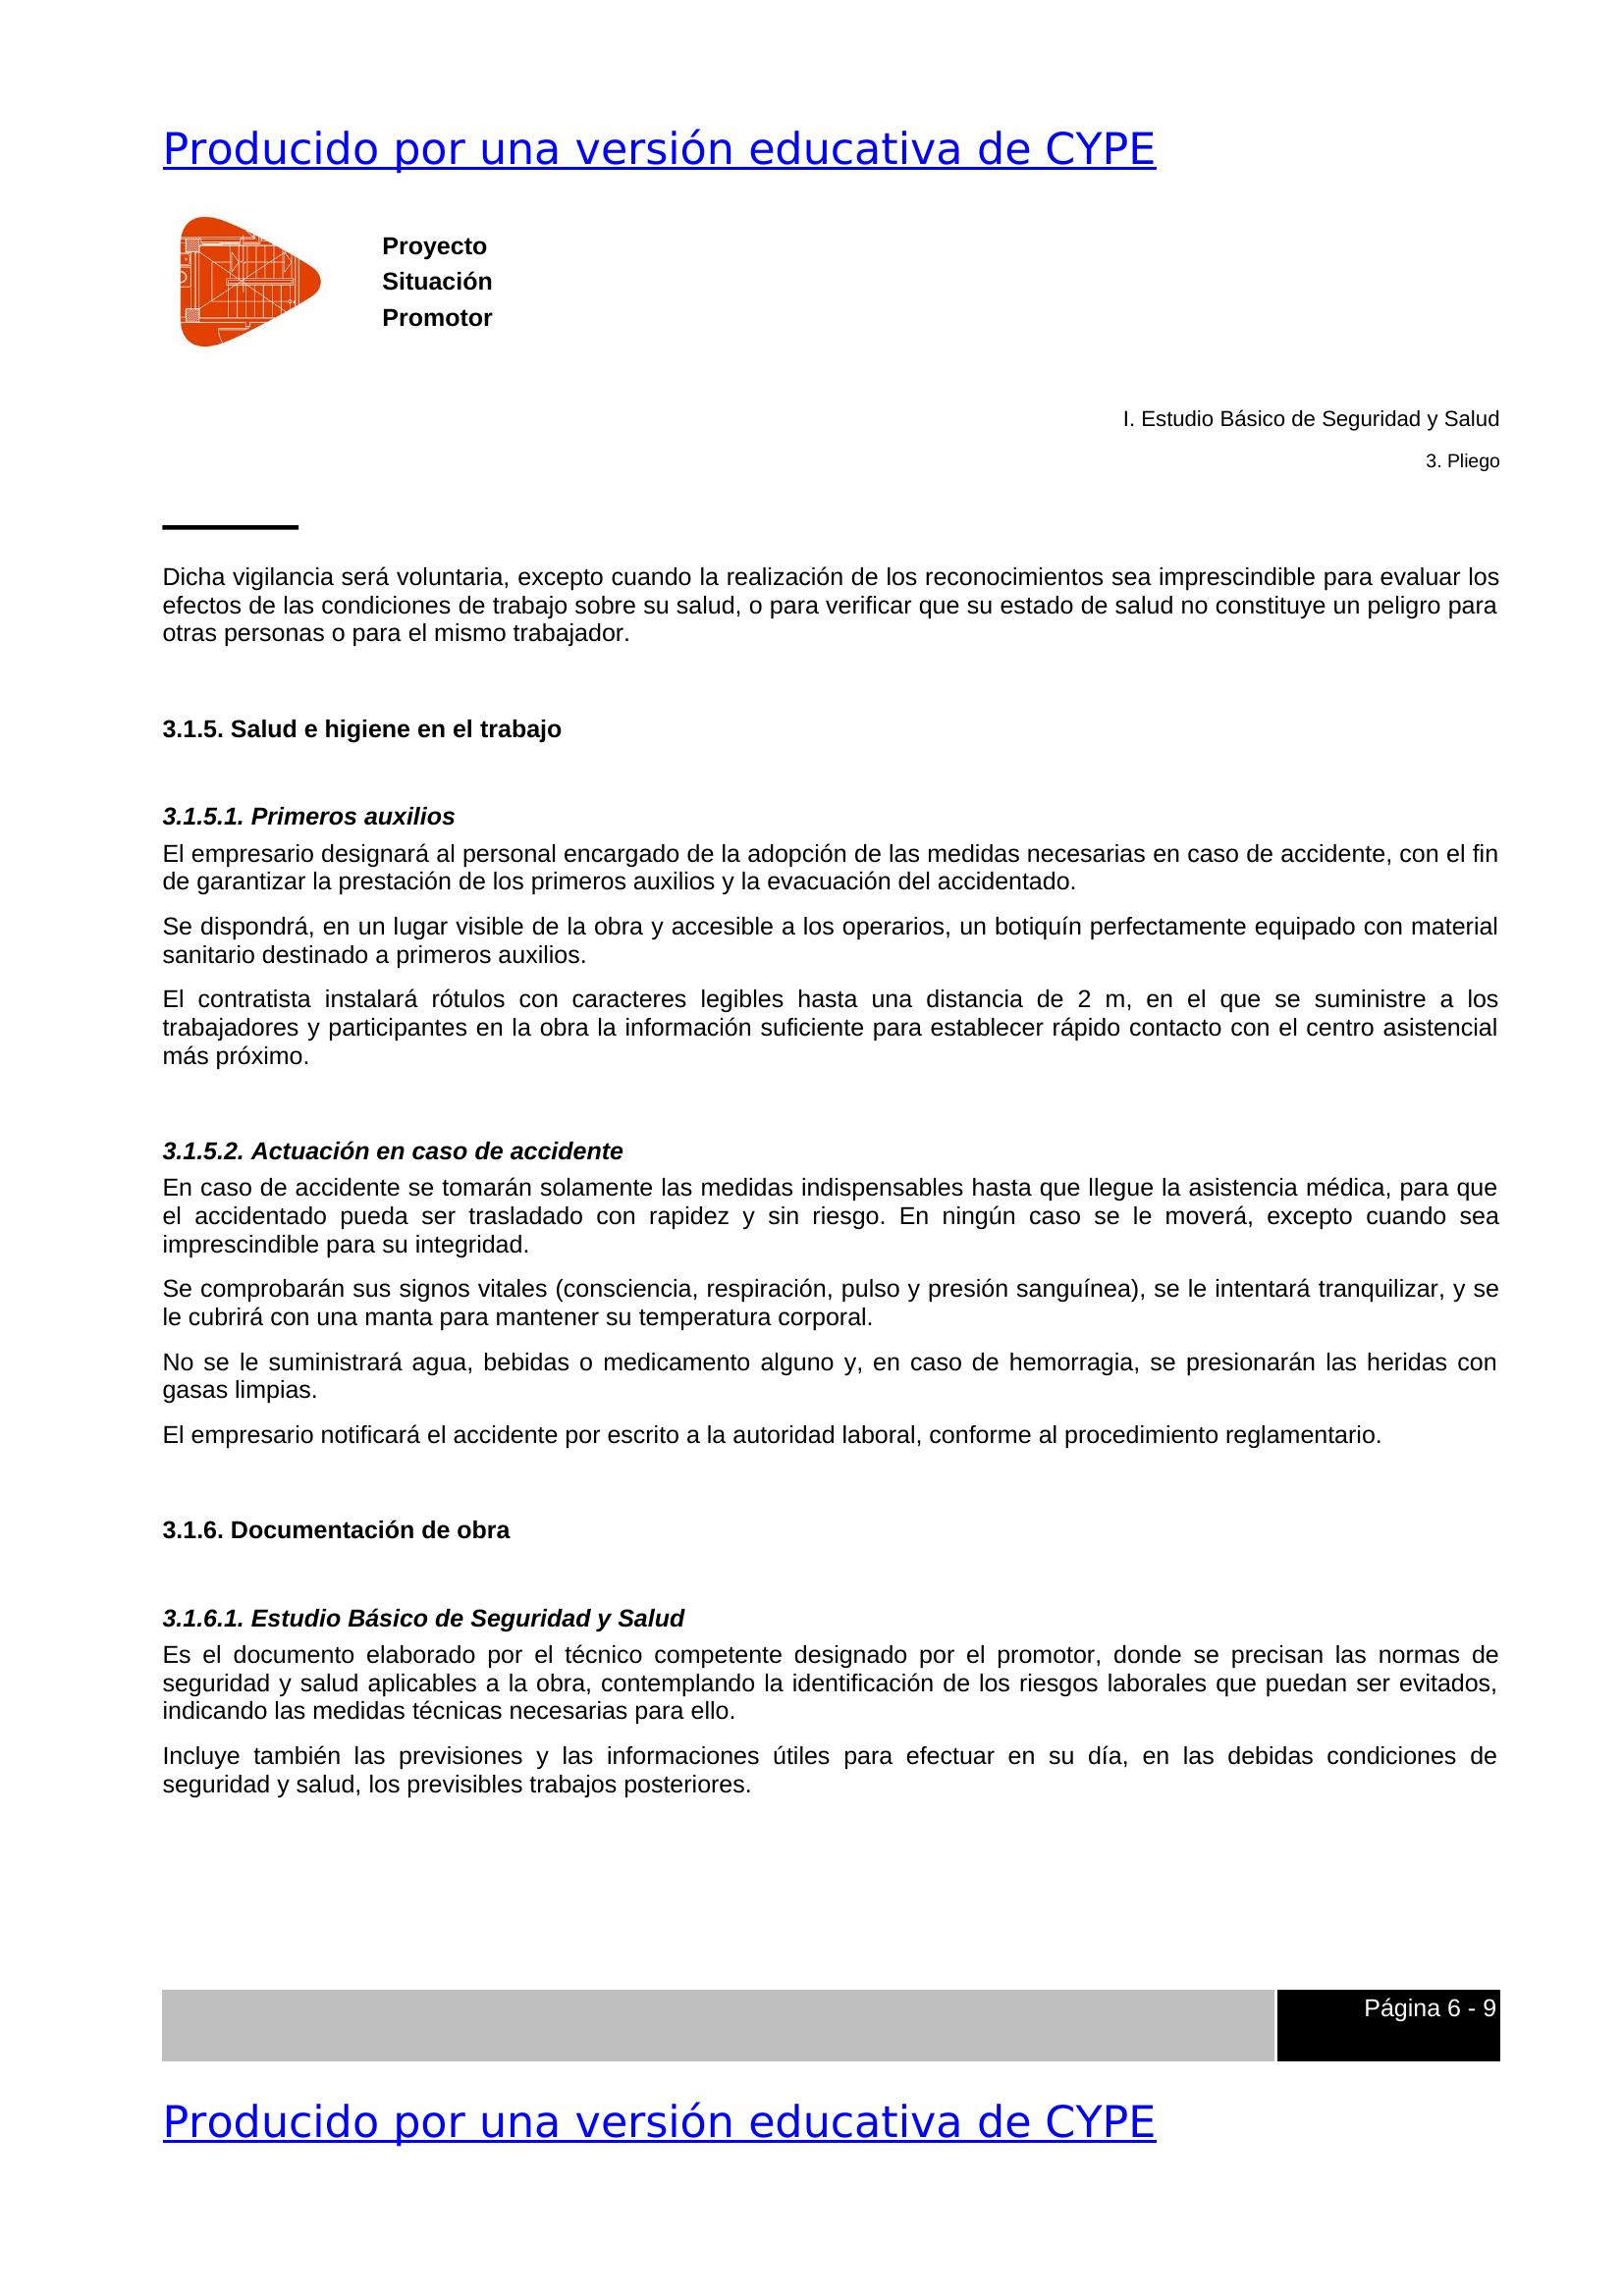 Producido por una versión educativa de CYPE
Proyecto
Situación
Promotor
I. Estudio Básico de Seguridad y Salud
3. Pliego
Dicha vigilancia será voluntaria, excepto cuando la realización de los reconocimientos sea imprescindible para evaluar los
efectos de las condiciones de trabajo sobre su salud, o para verificar que su estado de salud no constituye un peligro para
otras personas o para el mismo trabajador.
3.1.5. Salud e higiene en el trabajo
3.1.5.1. Primeros auxilios
El empresario designará al personal encargado de la adopción de las medidas necesarias en caso de accidente, con el fin
de garantizar la prestación de los primeros auxilios y la evacuación del accidentado.
Se dispondrá, en un lugar visible de la obra y accesible a los operarios, un botiquín perfectamente equipado con material
sanitario destinado a primeros auxilios.
El contratista instalará rótulos con caracteres legibles hasta una distancia de 2 m, en el que se suministre a los
trabajadores y participantes en la obra la información suficiente para establecer rápido contacto con el centro asistencial
más próximo.
3.1.5.2. Actuación en caso de accidente
En caso de accidente se tomarán solamente las medidas indispensables hasta que llegue la asistencia médica, para que
el accidentado pueda ser trasladado con rapidez y sin riesgo. En ningún caso se le moverá, excepto cuando sea
imprescindible para su integridad.
Se comprobarán sus signos vitales (consciencia, respiración, pulso y presión sanguínea), se le intentará tranquilizar, y se
le cubrirá con una manta para mantener su temperatura corporal.
No se le suministrará agua, bebidas o medicamento alguno y, en caso de hemorragia, se presionarán las heridas con
gasas limpias.
El empresario notificará el accidente por escrito a la autoridad laboral, conforme al procedimiento reglamentario.
3.1.6. Documentación de obra
3.1.6.1. Estudio Básico de Seguridad y Salud
Es el documento elaborado por el técnico competente designado por el promotor, donde se precisan las normas de
seguridad y salud aplicables a la obra, contemplando la identificación de los riesgos laborales que puedan ser evitados,
indicando las medidas técnicas necesarias para ello.
Incluye también las previsiones y las informaciones útiles para efectuar en su día, en las debidas condiciones de
seguridad y salud, los previsibles trabajos posteriores.
Página 6 - 9
Producido por una versión educativa de CYPE